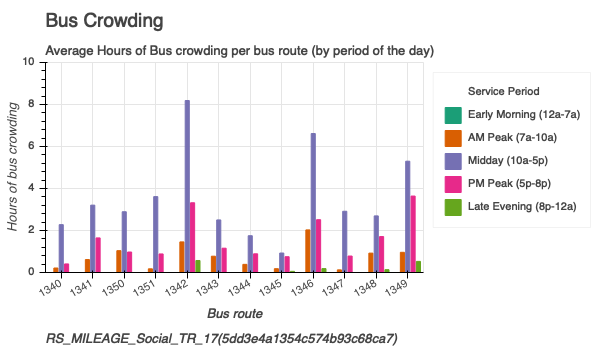 Bus Crowding
Average Hours of Bus crowding per bus route (by period of the day)
10
8
6
4
2
0
Hours of bus crowding
1340
1341
1350
1351
1342
1343
1344
1345
1346
1347
1348
1349
Bus route
Service Period
Early Morning (12a-7a)
AM Peak (7a-10a)
Midday (10a-5p)
PM Peak (5p-8p)
Late Evening (8p-12a)
RS_MILEAGE_Social_TR_17(5dd3e4a1354c574b93c68ca7)